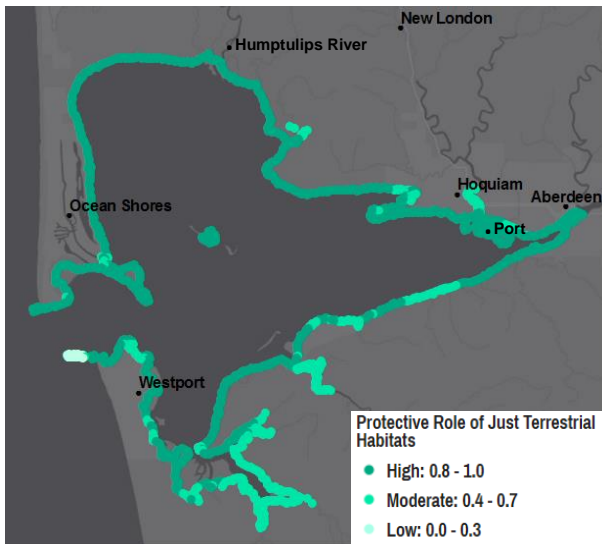 New London
Humptulips River
Hoquiam
Aberdeen
Ocean Shores
Port
Westport
Protective Role of Just Terrestrial
Habitats
High: 0.8 - 1.0
Moderate: 0.4 - 0.7
Low: 0.0 - 0.3